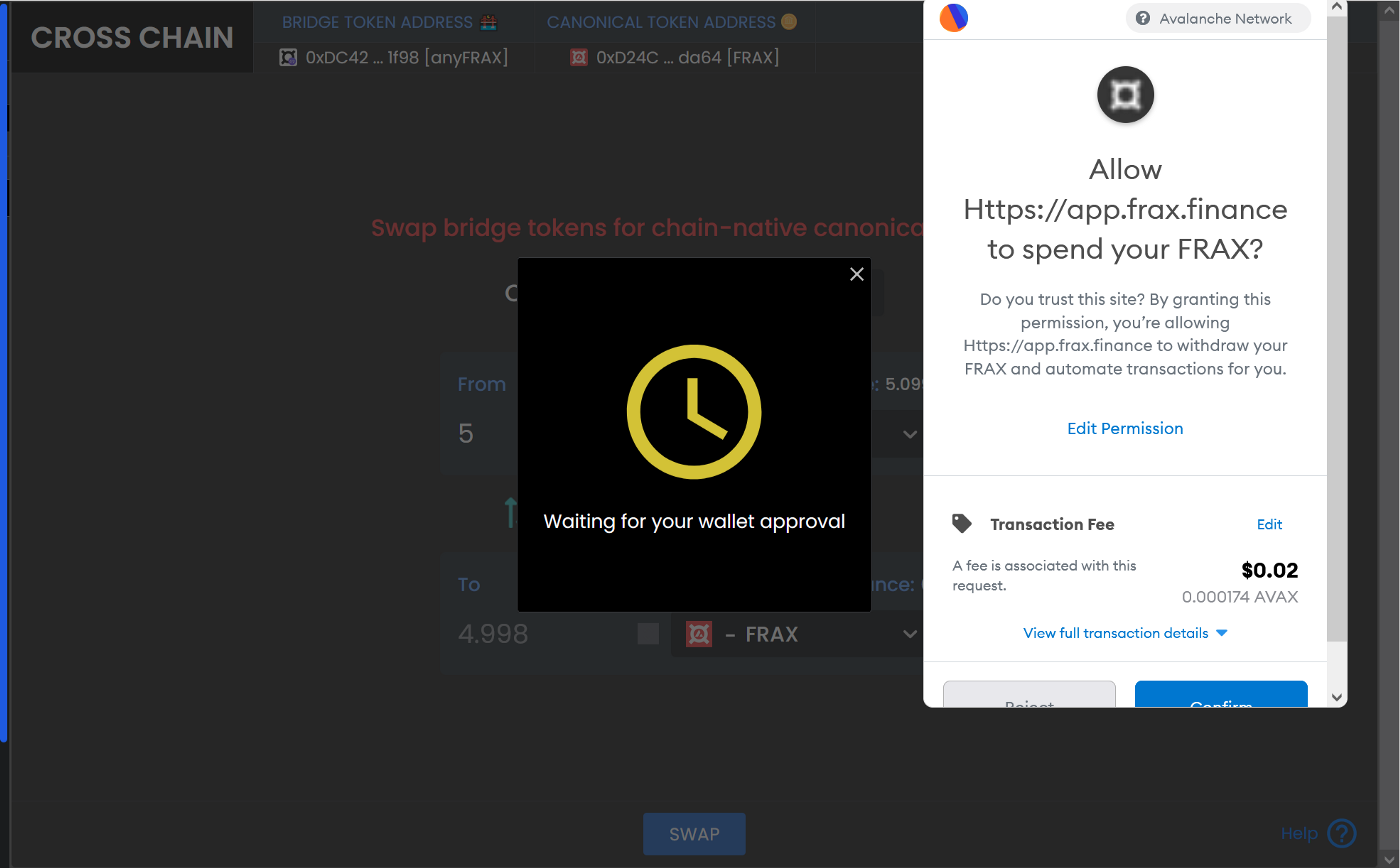 CROSS CHAIN
BRIDGE TOKEN ADDRESS
CANONICAL TOKEN ADDRESS
0xDC42 ... 1f98 [anyFRAX]
0xD24C ... da64 [FRAX]
Swap bridge tokens for chain-native canonica
From
: 5.09
5
Waiting for your wallet approval
To
nce:
4.998
- FRAX
SWAP
Help
Avalanche Network
Allow
Https://app.frax.finance
to spend your FRAX?
Do you trust this site? By granting this
permission, you’re allowing
Https://app.frax.finance to withdraw your
FRAX and automate transactions for you.
Edit Permission
Transaction Fee
Edit
A fee is associated with this
request.
$0.02
0.000174 AVAX
View full transaction details
Reject
Confirm